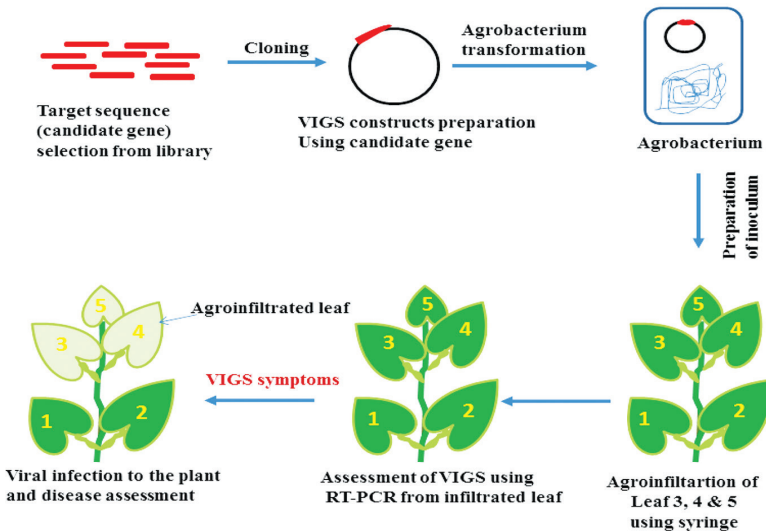 Cloning
Agrobacterium
transformation
Target sequence
(candidate gene)
selection from library
VIGS constructs preparation
Using candidate gene
Agrobacterium
Preparation
of inoculum
5
4
3
2
1
Agroinfiltrated leaf
VIGS symptoms
5
4
3
2
1
5
4
3
2
1
Viral infection to the plant
and disease assessment
Assessment of VIGS using
RT-PCR from infiltrated leaf
Agroinfiltartion of
Leaf 3, 4 & 5
using syringe